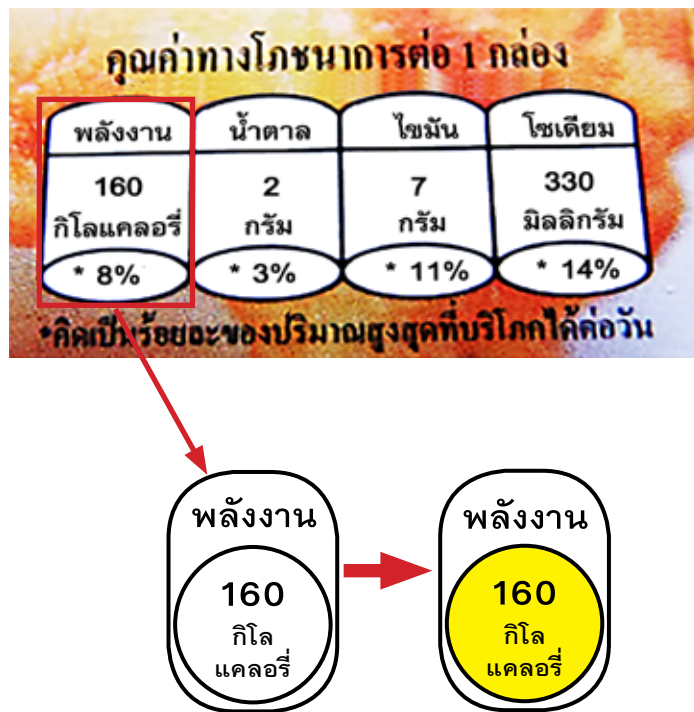 คุณค่าทางโภชนาการต่อ 1 กล่อง
พลังงาน น้ำตาล ไขมัน โซเดียม
160 2 7 330
กิโลแคลอรี่ กรัม กรัม มิลลิกรัม
* 8% * 3% * 11% * 14%
*คิดเป็นร้อยละของปริมาณสูงสุดที่บริโภคได้ต่อวัน
พลังงาน พลังงาน
160 160
กิโล กิโล
แคลอรี่ แคลอรี่